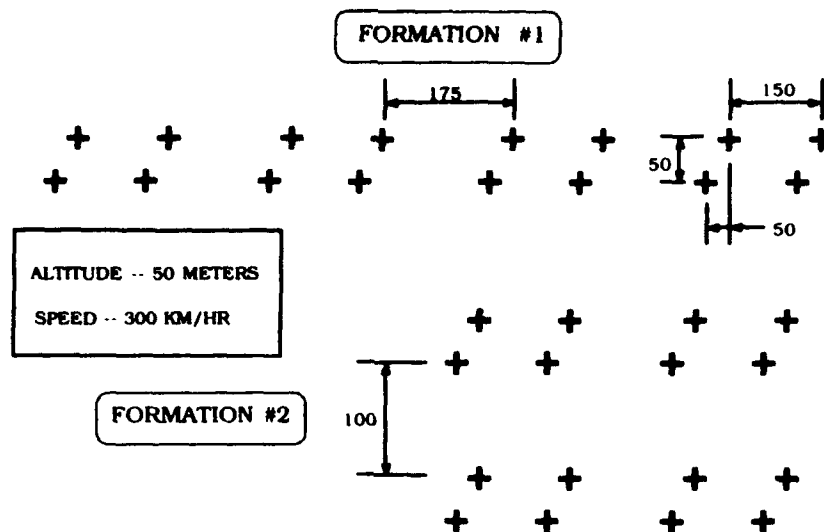 FORMATION #1
175
150
50
50
ALTITUDE -- 50 METERS
SPEED -- 300 KM/HR
FORMATION #2
100